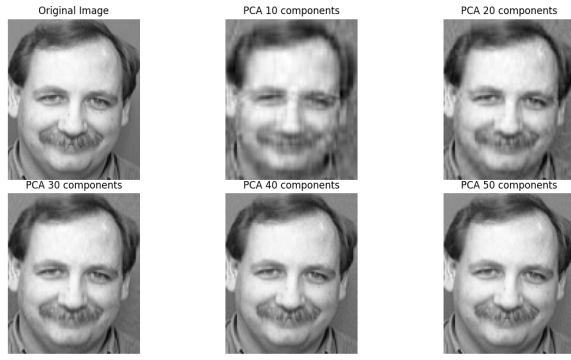 Original Image
PCA 10 components
PCA 20 components
PCA 30 components
PCA 40 components
PCA 50 components